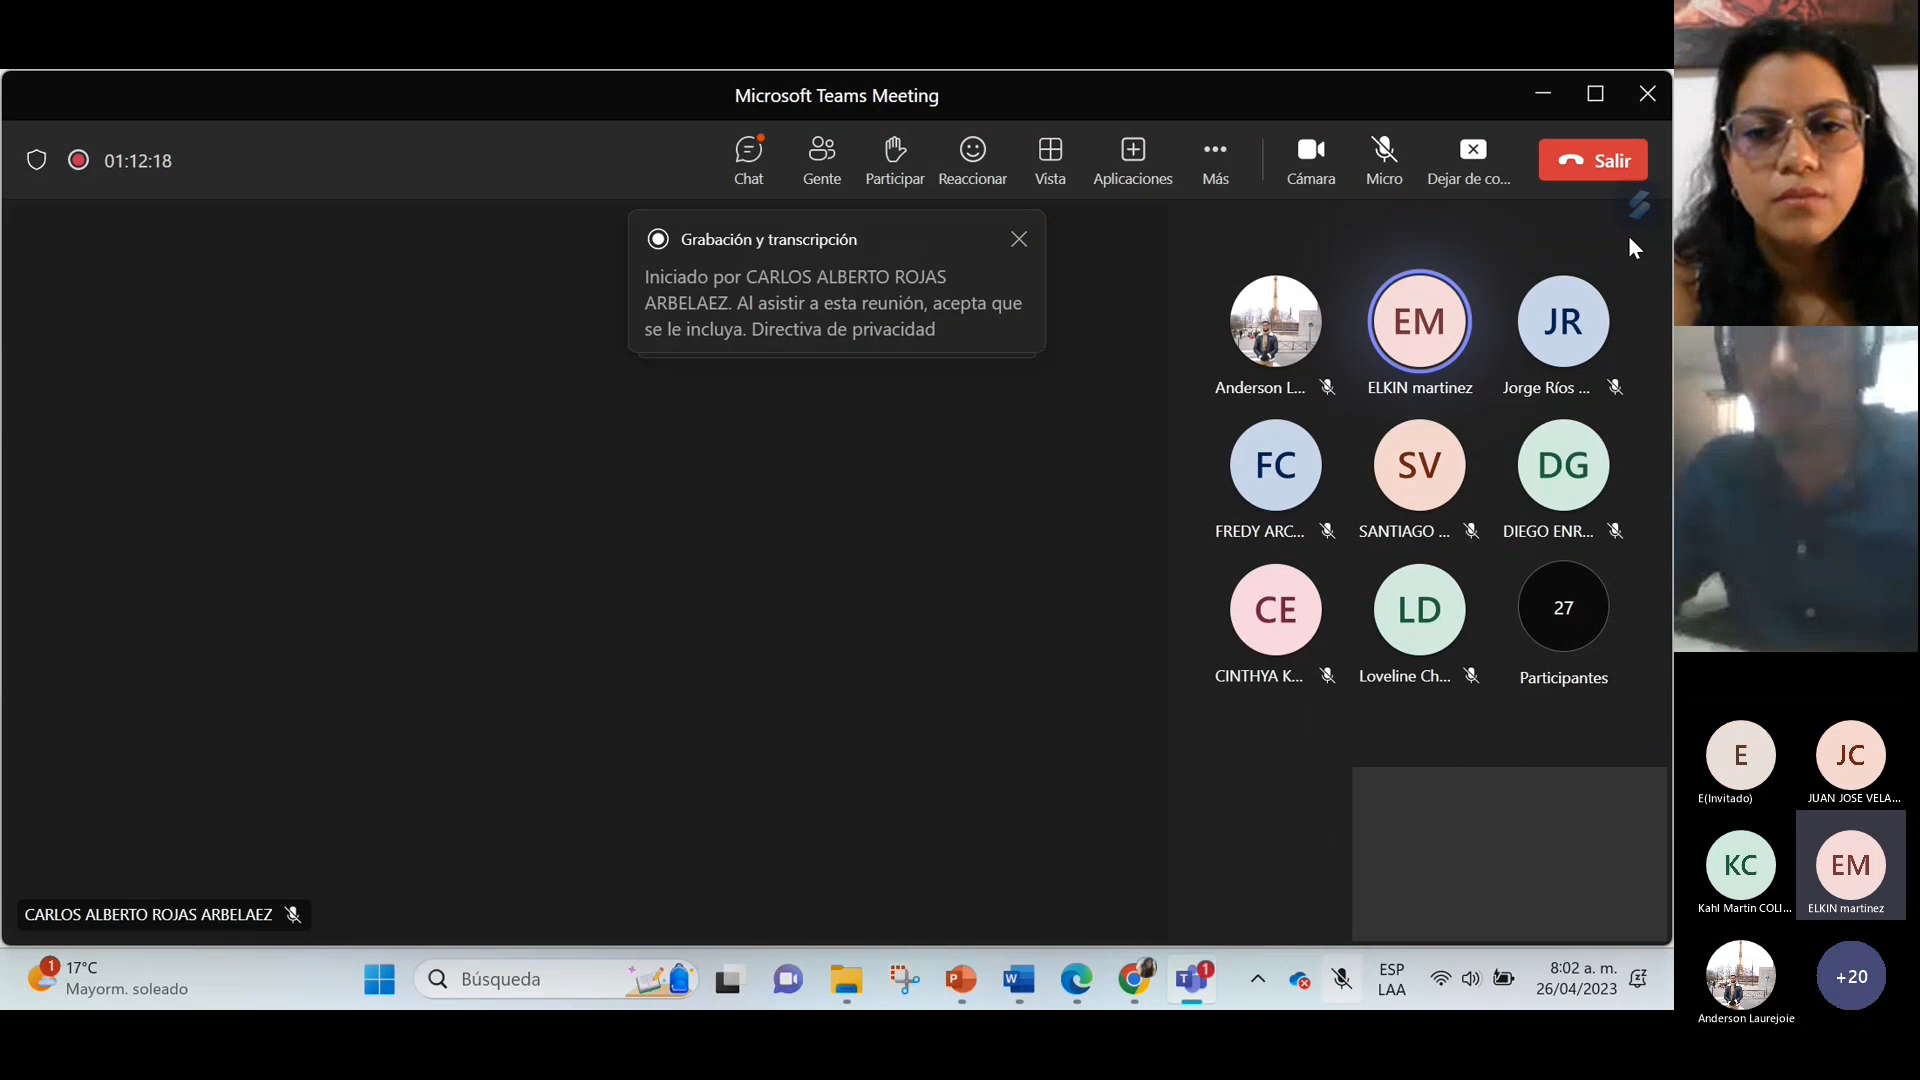 Microsoft Teams Meeting
01:12:18
Chat
Gente
Participar
Reaccionar
Vista
Aplicaciones
Más
Cámara
Micro
Dejar de co...
Salir
Grabación y transcripción
Iniciado por CARLOS ALBERTO ROJAS
ARBELAEZ. Al asistir a esta reunión, acepta que
se le incluya. Directiva de privacidad
EM
JR
Anderson L...
ELKIN martinez
Jorge Ríos ...
FC
SV
DG
FREDY ARC...
SANTIAGO ...
DIEGO ENR...
CE
LD
27
CINTHYA K...
Loveline Ch...
Participantes
CARLOS ALBERTO ROJAS ARBELAEZ
E
JC
E(Invitado)
JUAN JOSE VELA...
KC
EM
Kahl Martin COLI...
ELKIN martinez
+20
Anderson Laurejoie
1
17°C
Mayorm. soleado
Búsqueda
1
ESP
LAA
8:02 a. m.
26/04/2023